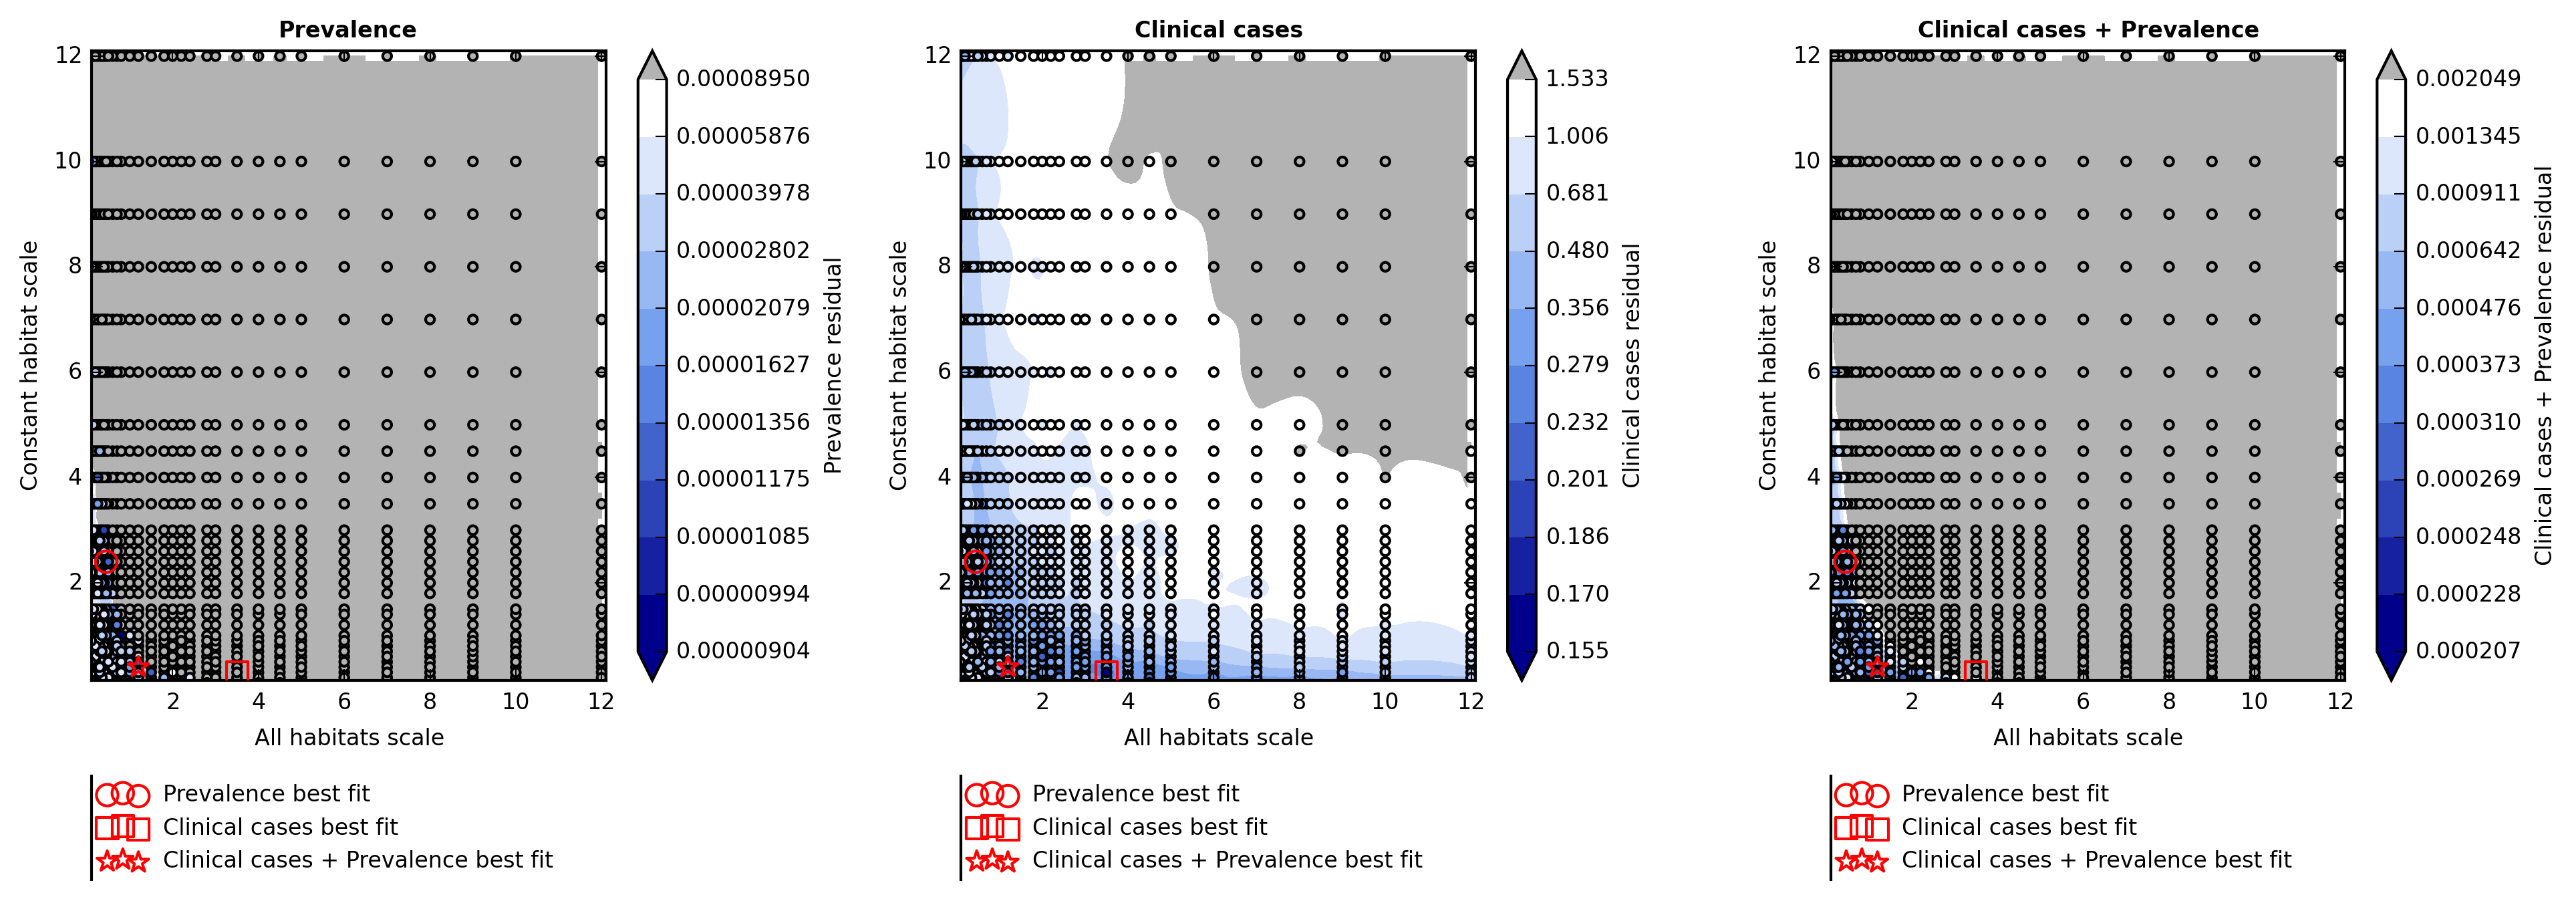 Prevalence
12
10
8
6
4
2
2 4 6 8 10 12
Constant habitat scale
All habitats scale
0.00008950
0.00005876
0.00003978
0.00002802
0.00002079
0.00001627
0.00001356
0.00001175
0.00001085
0.00000994
0.00000904
Prevalence residual
Prevalence best fit
Clinical cases best fit
Clinical cases + Prevalence best fit
Clinical cases
12
10
8
6
4
2
2 4 6 8 10 12
Constant habitat scale
All habitats scale
1.533
1.006
0.681
0.480
0.356
0.279
0.232
0.201
0.186
0.170
0.155
Clinical cases residual
Prevalence best fit
Clinical cases best fit
Clinical cases + Prevalence best fit
Clinical cases + Prevalence
12
10
8
6
4
2
2 4 6 8 10 12
Constant habitat scale
All habitats scale
0.002049
0.001345
0.000911
0.000642
0.000476
0.000373
0.000310
0.000269
0.000248
0.000228
0.000207
Clinical cases + Prevalence residual
Prevalence best fit
Clinical cases best fit
Clinical cases + Prevalence best fit